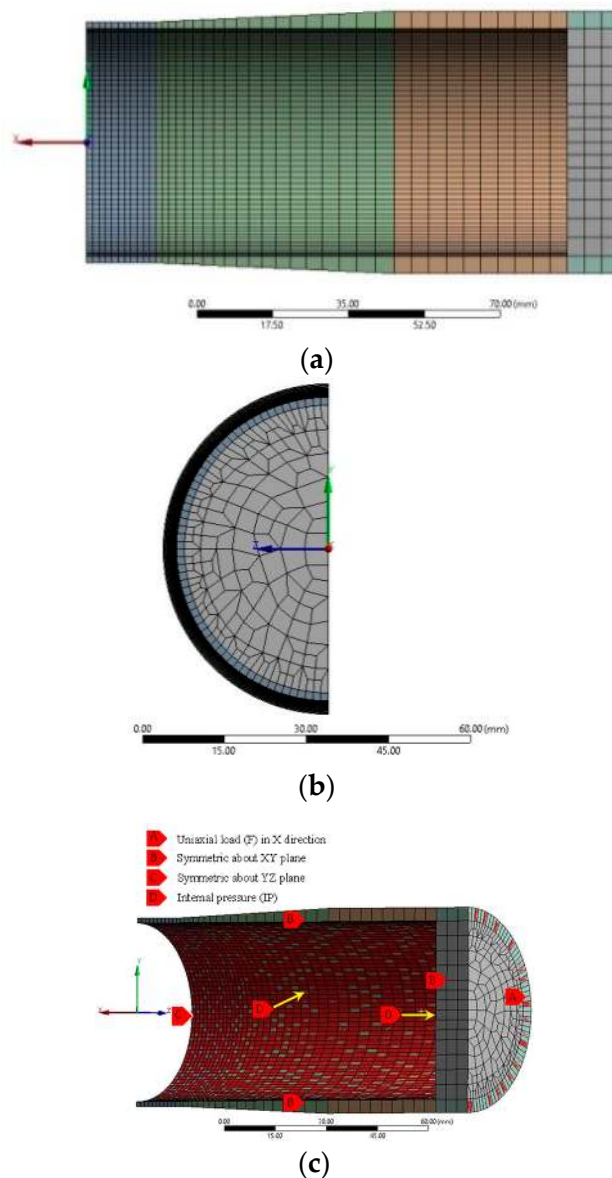 Y
X
0.00 35.00 70.00 (mm)
17.50 52.50
(a)
Y
Z
0.00 30.00 60.00 (mm)
15.00 45.00
(b)
A Uniaxial load (F) in X direction
B Symmetric about XY plane
C Symmetric about YZ plane
D Internal pressure (IP)
B
Y
B
A
D
D
X
C
B
0.00 30.00 60.00 (mm)
15.00 45.00
(c)